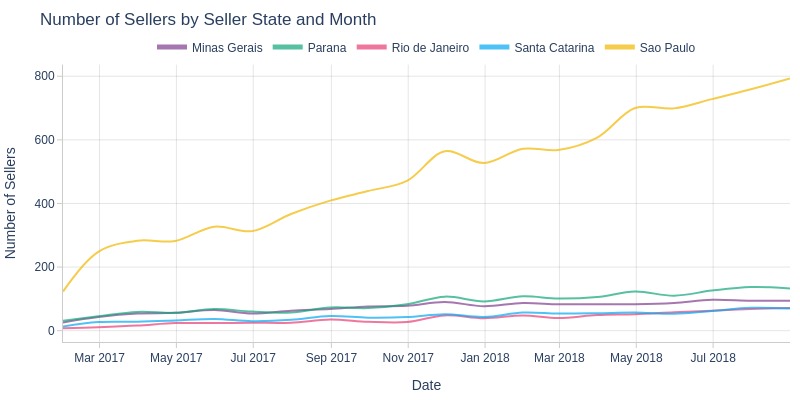 Number of Sellers by Seller State and Month
Minas Gerais Parana Rio de Janeiro Santa Catarina Sao Paulo
800
600
400
200
0
Number of Sellers
Mar 2017 May 2017 Jul 2017 Sep 2017 Nov 2017 Jan 2018 Mar 2018 May 2018 Jul 2018
Date